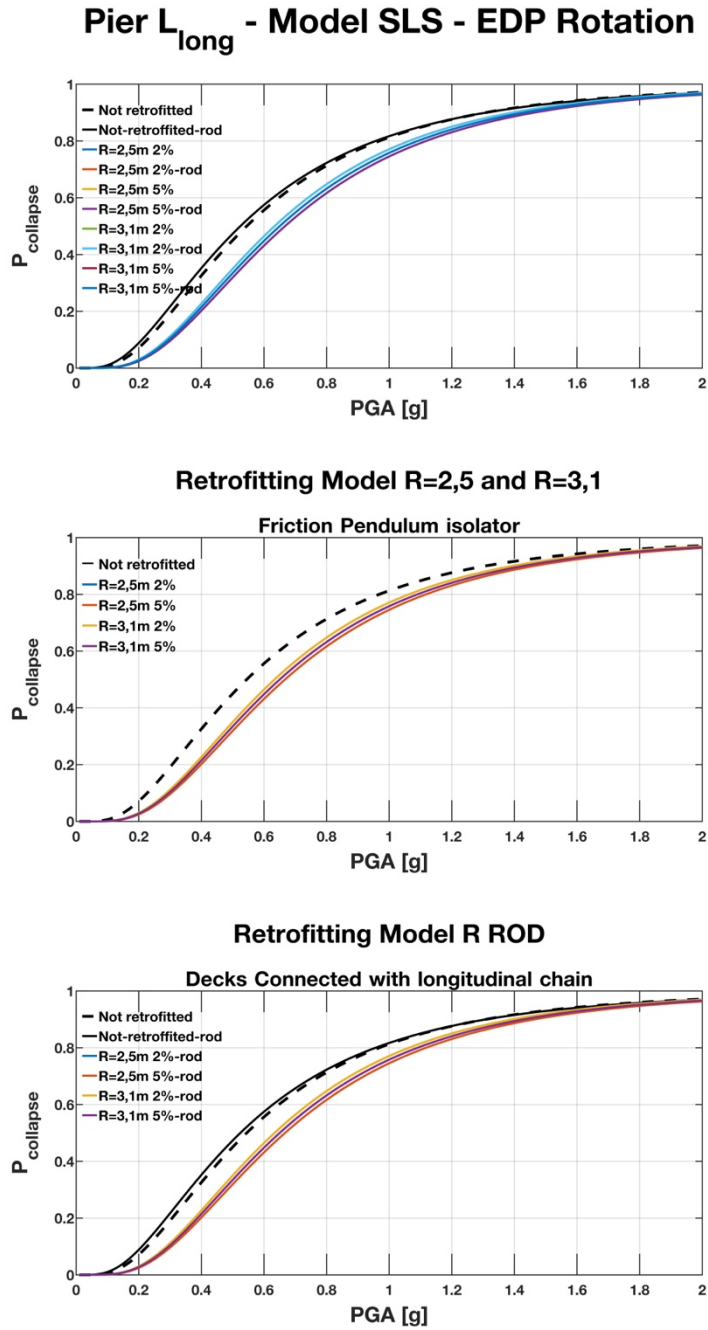 Pier L_long - Model SLS - EDP Rotation
1
0.8
0.6
0.4
0.2
0
P_collapse
Not retrofitted
Not-retroffited-rod
R=2,5m 2%
R=2,5m 2%-rod
R=2,5m 5%
R=2,5m 5%-rod
R=3,1m 2%
R=3,1m 2%-rod
R=3,1m 5%
R=3,1m 5%-rod
0 0.2 0.4 0.6 0.8 1 1.2 1.4 1.6 1.8 2
PGA [g]
Retrofitting Model R=2,5 and R=3,1
Friction Pendulum isolator
1
0.8
0.6
0.4
0.2
0
P_collapse
Not retrofitted
R=2,5m 2%
R=2,5m 5%
R=3,1m 2%
R=3,1m 5%
0 0.2 0.4 0.6 0.8 1 1.2 1.4 1.6 1.8 2
PGA [g]
Retrofitting Model R ROD
Decks Connected with longitudinal chain
1
0.8
0.6
0.4
0.2
0
P_collapse
Not retrofitted
Not-retroffited-rod
R=2,5m 2%-rod
R=2,5m 5%-rod
R=3,1m 2%-rod
R=3,1m 5%-rod
0 0.2 0.4 0.6 0.8 1 1.2 1.4 1.6 1.8 2
PGA [g]